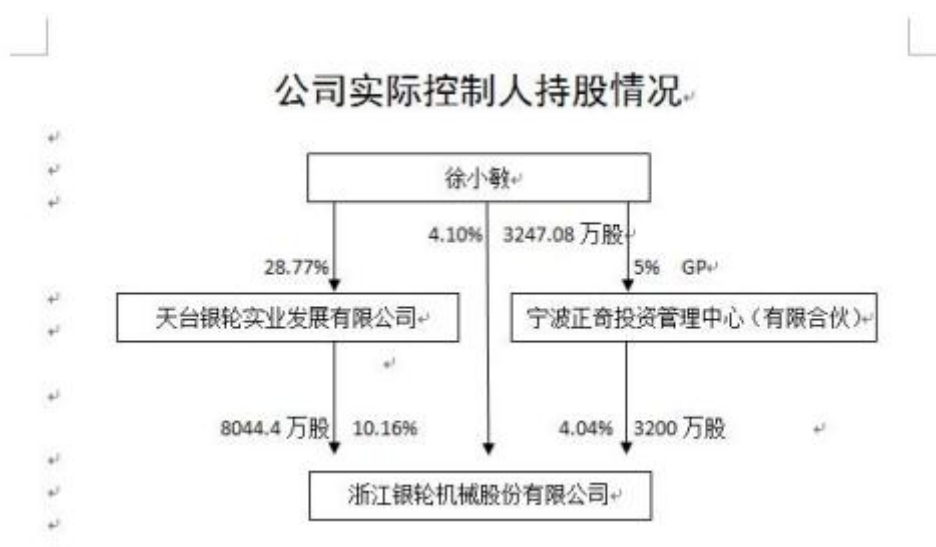 公司实际控制人持股情况
徐小敏
4.10% 3247.08 万股
28.77%
5% GP
天台银轮实业发展有限公司
宁波正奇投资管理中心（有限合伙）
8044.4 万股 10.16%
4.04% 3200 万股
浙江银轮机械股份有限公司